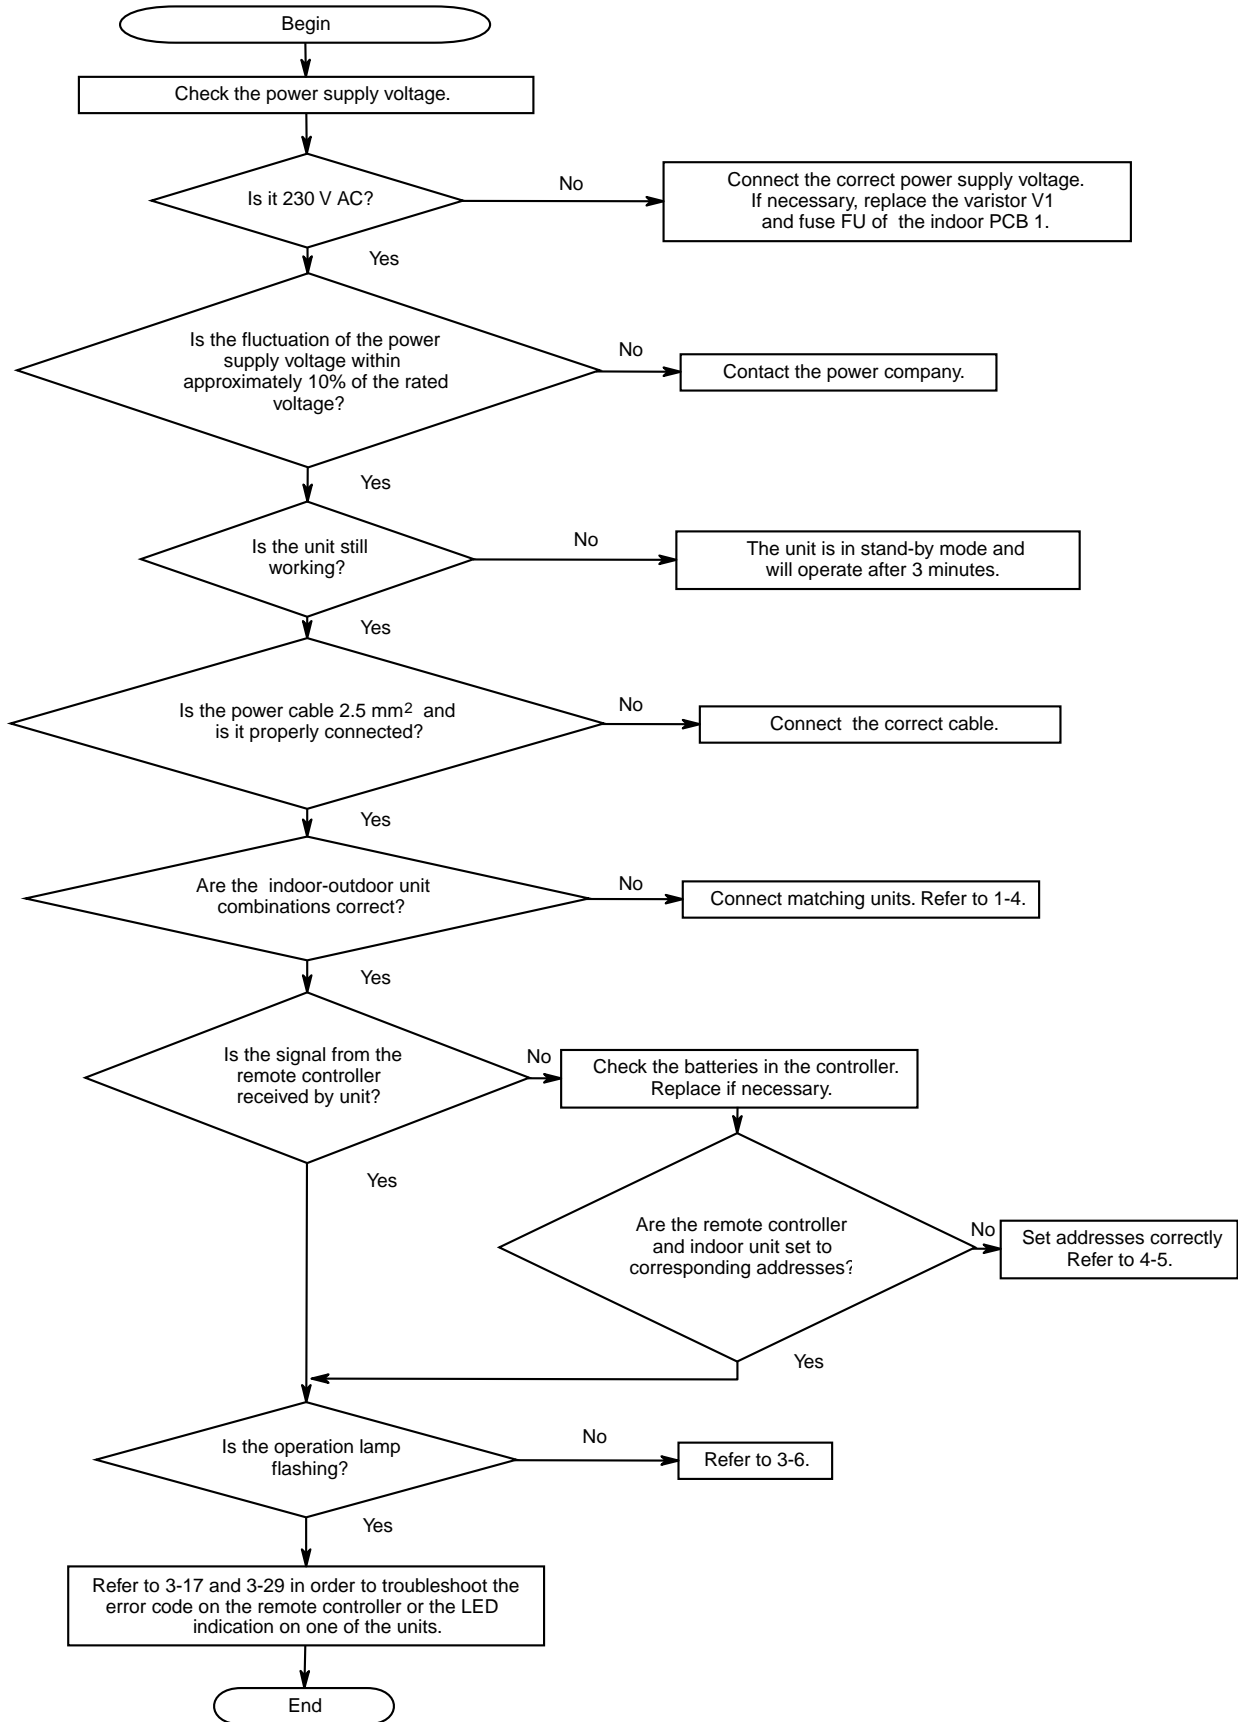 Begin
Check the power supply voltage.
Is it 230 V AC?
No
Connect the correct power supply voltage.
If necessary, replace the varistor V1
and fuse FU of the indoor PCB 1.
Yes
Is the fluctuation of the power
supply voltage within
approximately 10% of the rated
voltage?
No
Contact the power company.
Yes
Is the unit still
working?
No
The unit is in stand-by mode and
will operate after 3 minutes.
Yes
Is the power cable 2.5 mm² and
is it properly connected?
No
Connect the correct cable.
Yes
Are the indoor-outdoor unit
combinations correct?
No
Connect matching units. Refer to 1-4.
Yes
Is the signal from the
remote controller
received by unit?
No
Check the batteries in the controller.
Replace if necessary.
Yes
Are the remote controller
and indoor unit set to
corresponding addresses?
No
Set addresses correctly
Refer to 4-5.
Yes
Is the operation lamp
flashing?
No
Refer to 3-6.
Yes
Refer to 3-17 and 3-29 in order to troubleshoot the
error code on the remote controller or the LED
indication on one of the units.
End